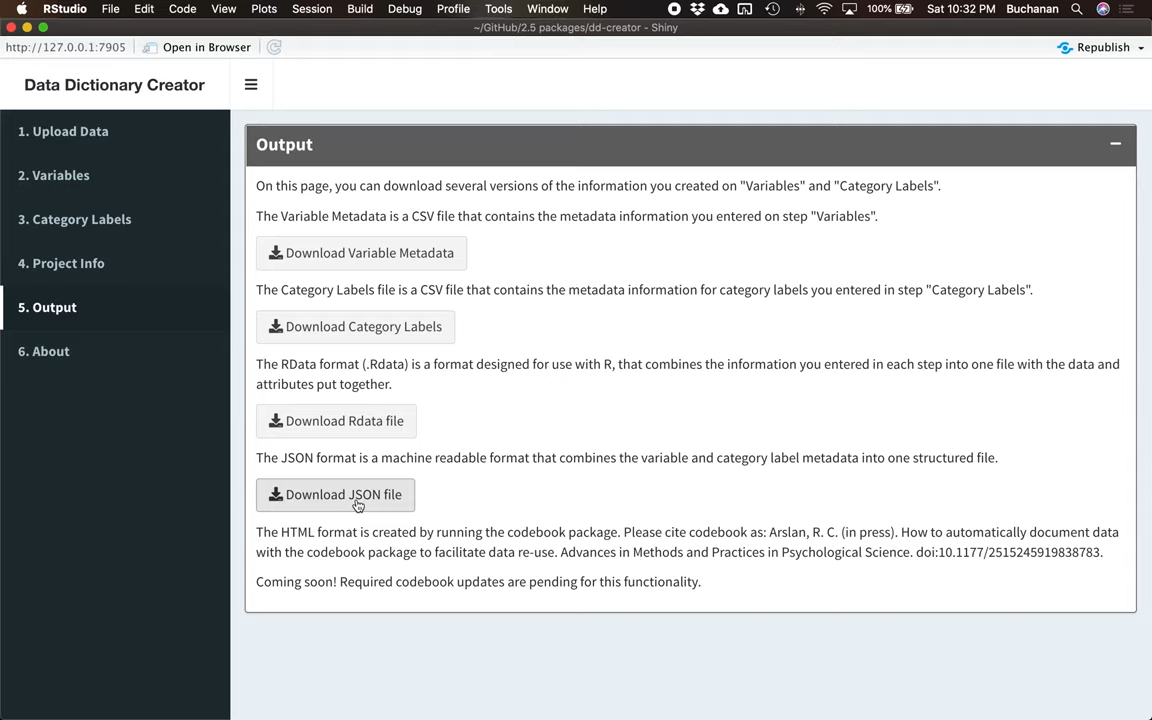 RStudio File Edit Code View Plots Session Build Debug Profile Tools Window Help 100% Sat 10:32 PM Buchanan
~/GitHub/2.5 packages/dd-creator - Shiny
http://127.0.0.1:7905 Open in Browser Republish
Data Dictionary Creator
1. Upload Data
2. Variables
3. Category Labels
4. Project Info
5. Output
6. About
Output
On this page, you can download several versions of the information you created on "Variables" and "Category Labels".
The Variable Metadata is a CSV file that contains the metadata information you entered on step "Variables".
Download Variable Metadata
The Category Labels file is a CSV file that contains the metadata information for category labels you entered in step "Category Labels".
Download Category Labels
The RData format (.Rdata) is a format designed for use with R, that combines the information you entered in each step into one file with the data and
attributes put together.
Download Rdata file
The JSON format is a machine readable format that combines the variable and category label metadata into one structured file.
Download JSON file
The HTML format is created by running the codebook package. Please cite codebook as: Arslan, R. C. (in press). How to automatically document data
with the codebook package to facilitate data re-use. Advances in Methods and Practices in Psychological Science. doi:10.1177/2515245919838783.
Coming soon! Required codebook updates are pending for this functionality.